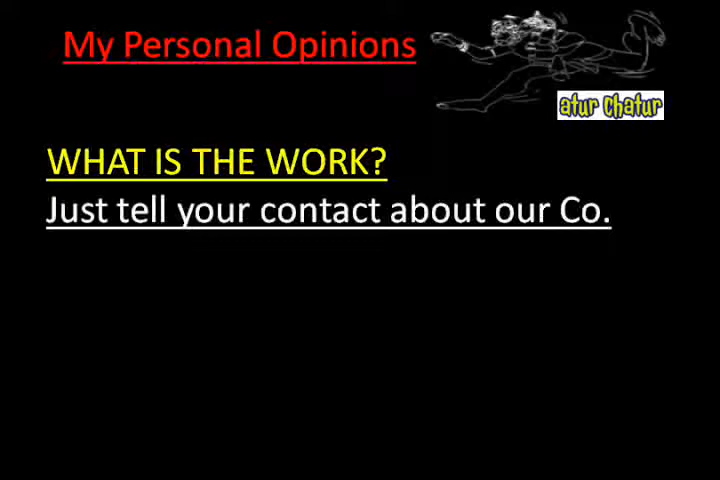 My Personal Opinions
atur Chatur
WHAT IS THE WORK?
Just tell your contact about our Co.